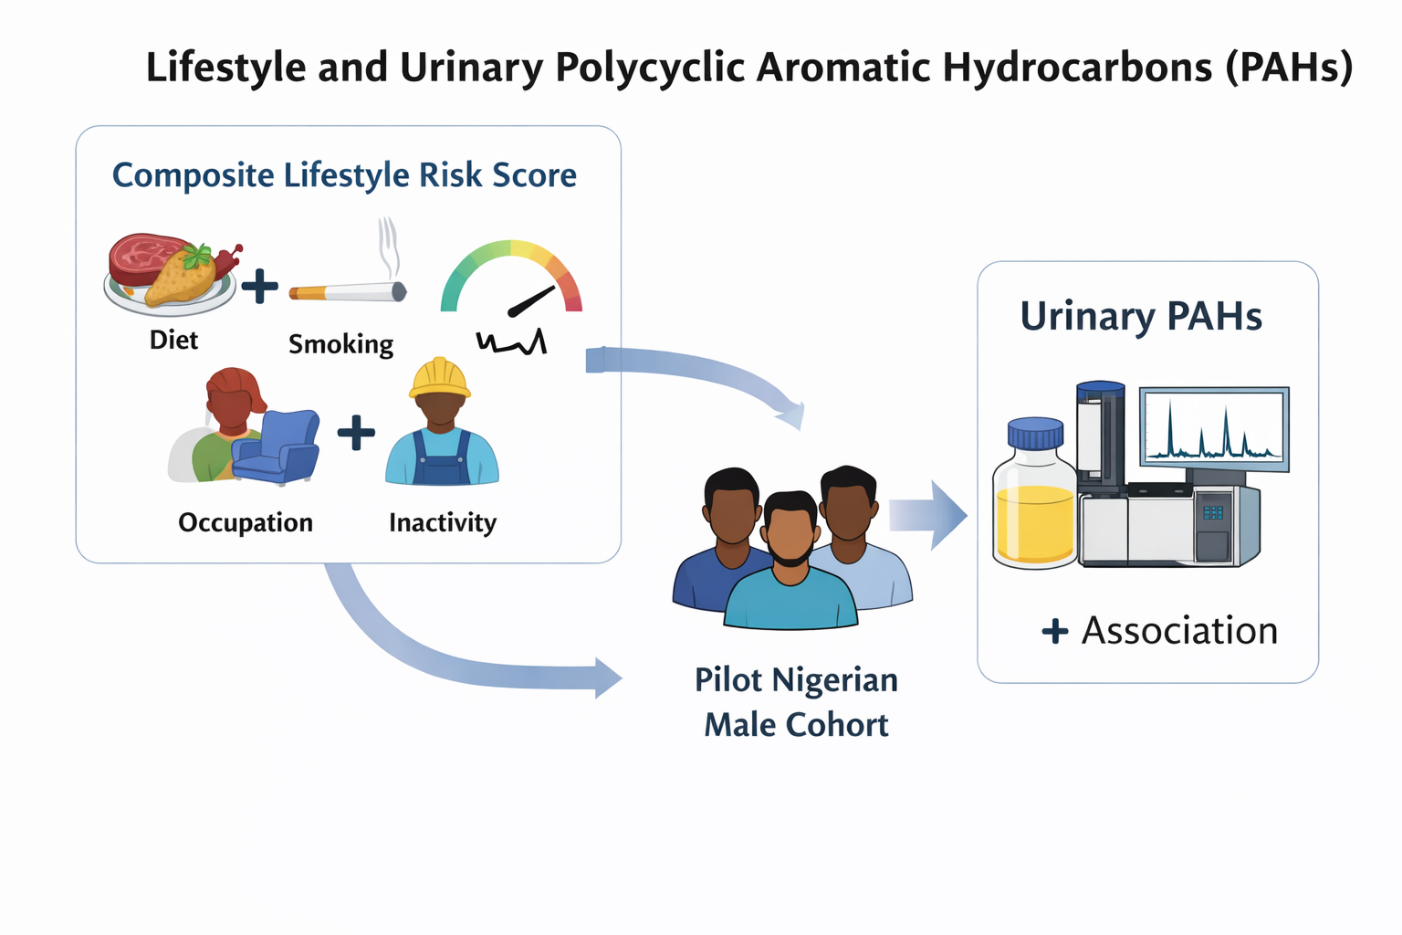 Lifestyle and Urinary Polycyclic Aromatic Hydrocarbons (PAHs)
Composite Lifestyle Risk Score
+
Diet
Smoking
+
Occupation
Inactivity
Pilot Nigerian
Male Cohort
Urinary PAHs
+ Association